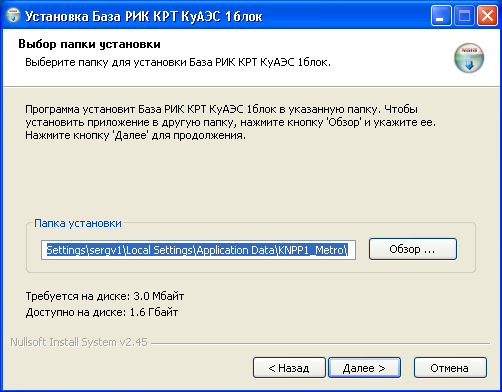 Установка База РИК КРТ КуАЭС 1блок
Выбор папки установки
Выберите папку для установки База РИК КРТ КуАЭС 1блок.
Программа установит База РИК КРТ КуАЭС 1блок в указанную папку. Чтобы
установить приложение в другую папку, нажмите кнопку 'Обзор' и укажите ее.
Нажмите кнопку 'Далее' для продолжения.
Папка установки
Settings\sergv1\Local Settings\Application Data\KNPP1_Metro\
Обзор ...
Требуется на диске: 3.0 Мбайт
Доступно на диске: 1.6 Гбайт
Nullsoft Install System v2.45
< Назад
Далее >
Отмена